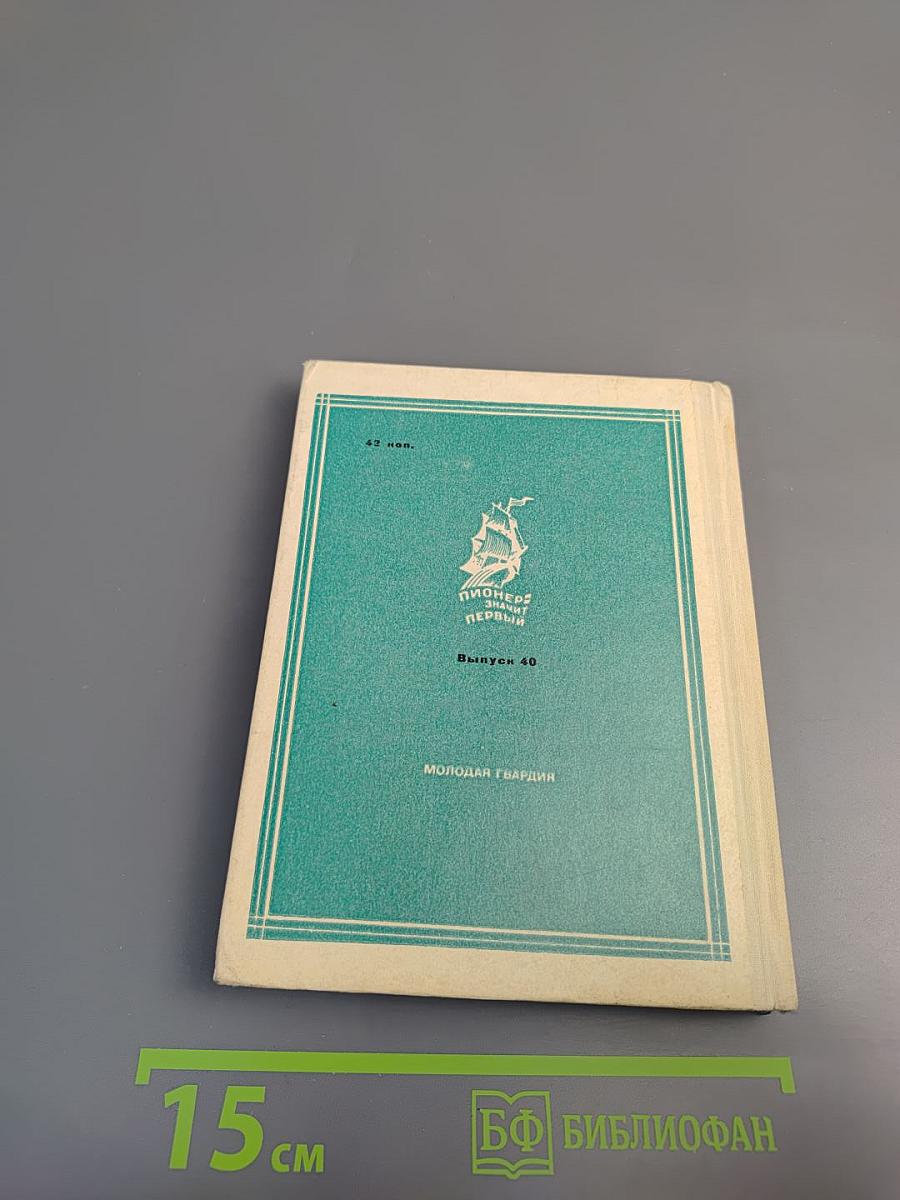 42 коп.
ПИОНЕР-
ЗНАЧИТ
ПЕРВЫЙ
Выпуск 40
МОЛОДАЯ ГВАРДИЯ
15 см
БФ БИБЛИОФАН